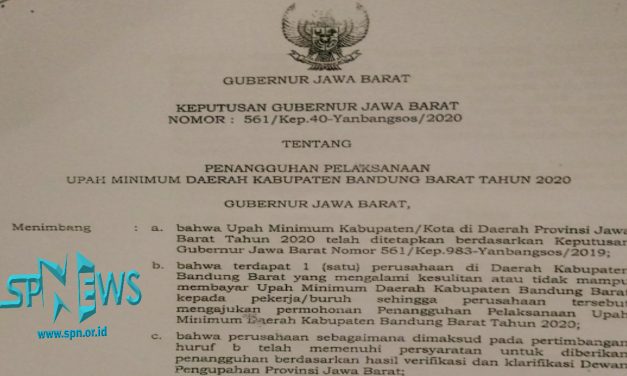 GUBERNUR JAWA BARAT
KEPUTUSAN GUBERNUR JAWA BARAT
NOMOR : 561/Kep.40-Yanbangsos/2020
TENTANG
PENANGGUHAN PELAKSANAAN
UPAH MINIMUM DAERAH KABUPATEN BANDUNG BARAT TAHUN 2020
GUBERNUR JAWA BARAT,
Menimbang : a. bahwa Upah Minimum Kabupaten/Kota di Daerah Provinsi Jawa
Barat Tahun 2020 telah ditetapkan berdasarkan Keputusan
Gubernur Jawa Barat Nomor 561/Kep.983-Yanbangsos/2019;
b. bahwa terdapat 1 (satu) perusahaan di Daerah Kabupaten
Bandung Barat yang mengalami kesulitan atau tidak mampu
membayar Upah Minimum Daerah Kabupaten Bandung Barat
kepada pekerja/buruh sehingga perusahaan tersebut
mengajukan permohonan Penangguhan Pelaksanaan Upah
Minimum Daerah Kabupaten Bandung Barat Tahun 2020;
c. bahwa perusahaan sebagaimana dimaksud pada pertimbangan
huruf b telah memenuhi persyaratan untuk diberikan
penangguhan berdasarkan hasil verifikasi dan klarifikasi Dewan
Pengupahan Provinsi Jawa Barat;
SPNEWS
www.spn.or.id